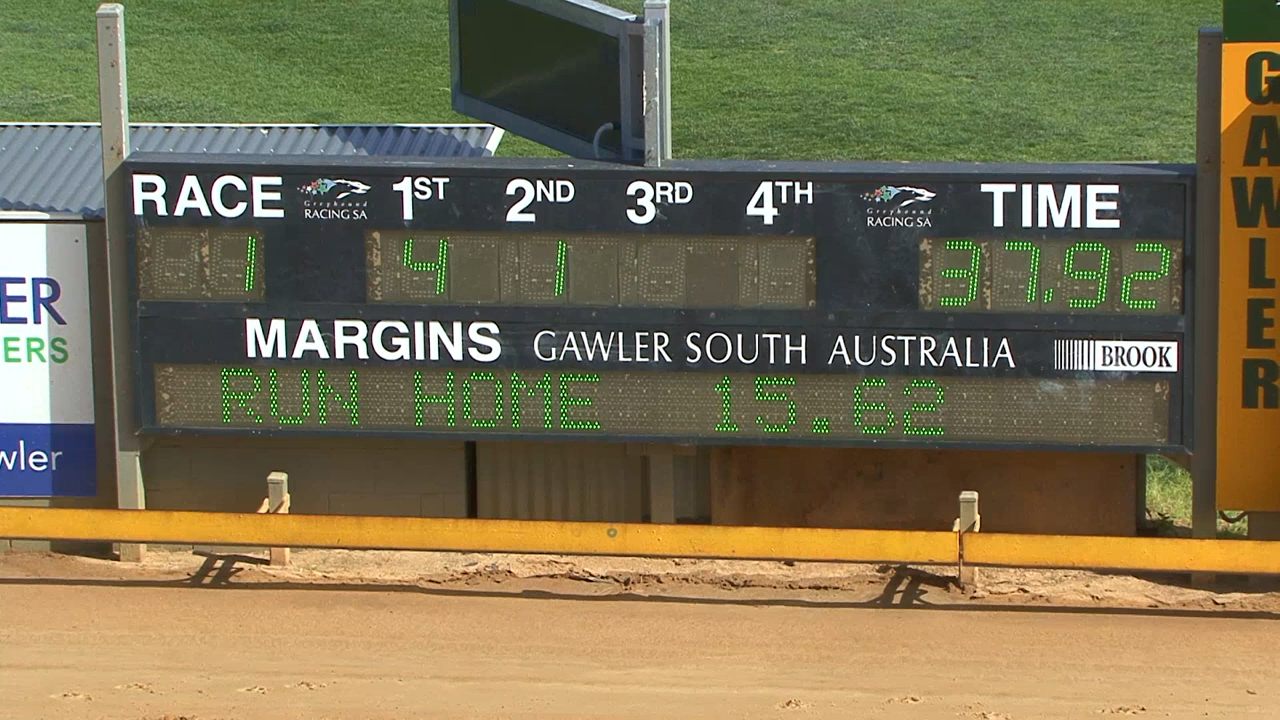 RACE Greyhound RACING SA 1ST 2ND 3RD 4TH Greyhound RACING SA TIME
1 4 1 37.92
MARGINS GAWLER SOUTH AUSTRALIA BROOK
RUN HOME 15.62
GAWLER
ER
ERS
wler